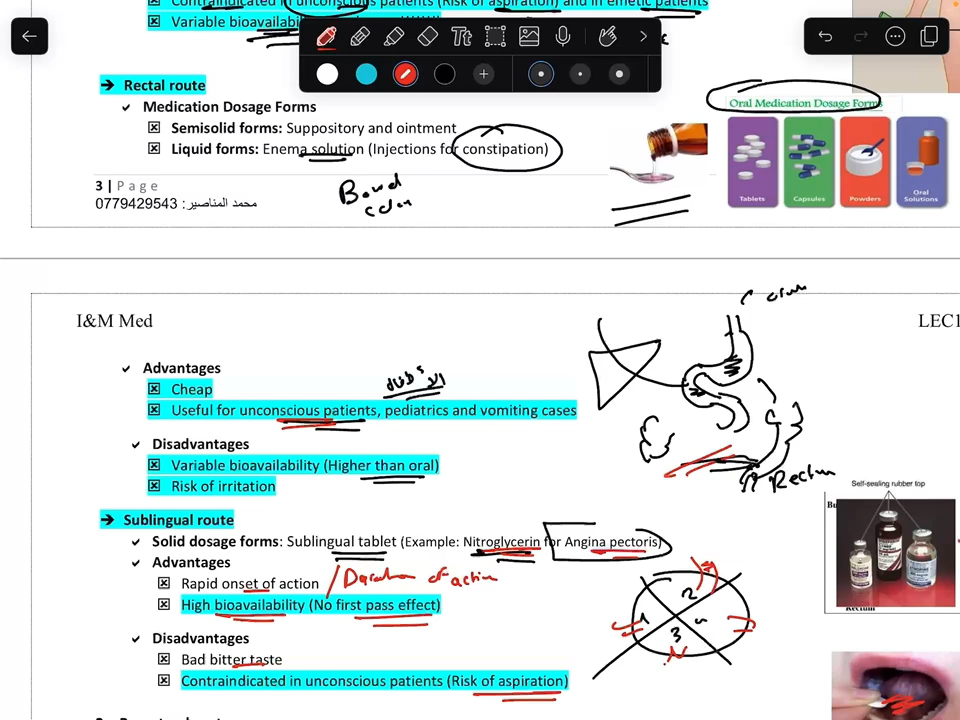 Contraindicated in unconscious patients (Risk of aspiration) and in emetic patients
Variable bioavailability
Tt
➔ Rectal route
✓ Medication Dosage Forms
☒ Semisolid forms: Suppository and ointment
☒ Liquid forms: Enema solution (Injections for constipation)
Oral Medication Dosage Forms
Tablets
Capsules
Powders
Oral Solutions
3 | Page
محمد المناصير : 0779429543
I&M Med
LEC1
✓ Advantages
☒ Cheap
☒ Useful for unconscious patients, pediatrics and vomiting cases
✓ Disadvantages
☒ Variable bioavailability (Higher than oral)
☒ Risk of irritation
Rectum
Self-sealing rubber top
➔ Sublingual route
✓ Solid dosage forms: Sublingual tablet (Example: Nitroglycerin for Angina pectoris)
✓ Advantages
☒ Rapid onset of action / Duration of action
☒ High bioavailability (No first pass effect)
1
2
3
4
✓ Disadvantages
☒ Bad bitter taste
☒ Contraindicated in unconscious patients (Risk of aspiration)